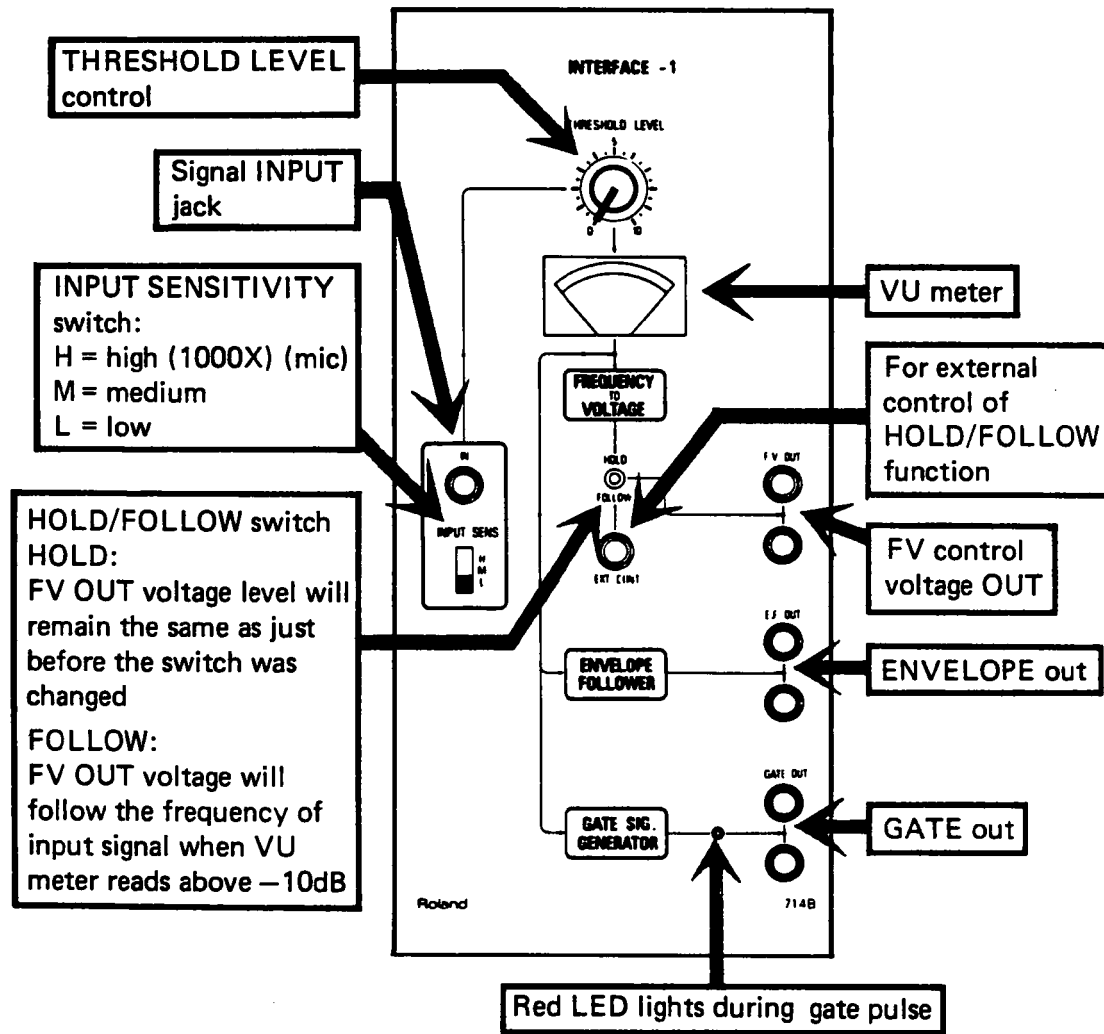 THRESHOLD LEVEL
control
Signal INPUT
jack
INPUT SENSITIVITY
switch:
H = high (1000X) (mic)
M = medium
L = low
HOLD/FOLLOW switch
HOLD:
FV OUT voltage level will
remain the same as just
before the switch was
changed
FOLLOW:
FV OUT voltage will
follow the frequency of
input signal when VU
meter reads above −10dB
INTERFACE -1
THRESHOLD LEVEL
5
0
10
FREQUENCY
TO
VOLTAGE
IN
INPUT SENS
H
M
L
HOLD
FOLLOW
EXT CONT
F V OUT
E.F OUT
ENVELOPE
FOLLOWER
GATE OUT
GATE SIG.
GENERATOR
Roland
714B
VU meter
For external
control of
HOLD/FOLLOW
function
FV control
voltage OUT
ENVELOPE out
GATE out
Red LED lights during gate pulse